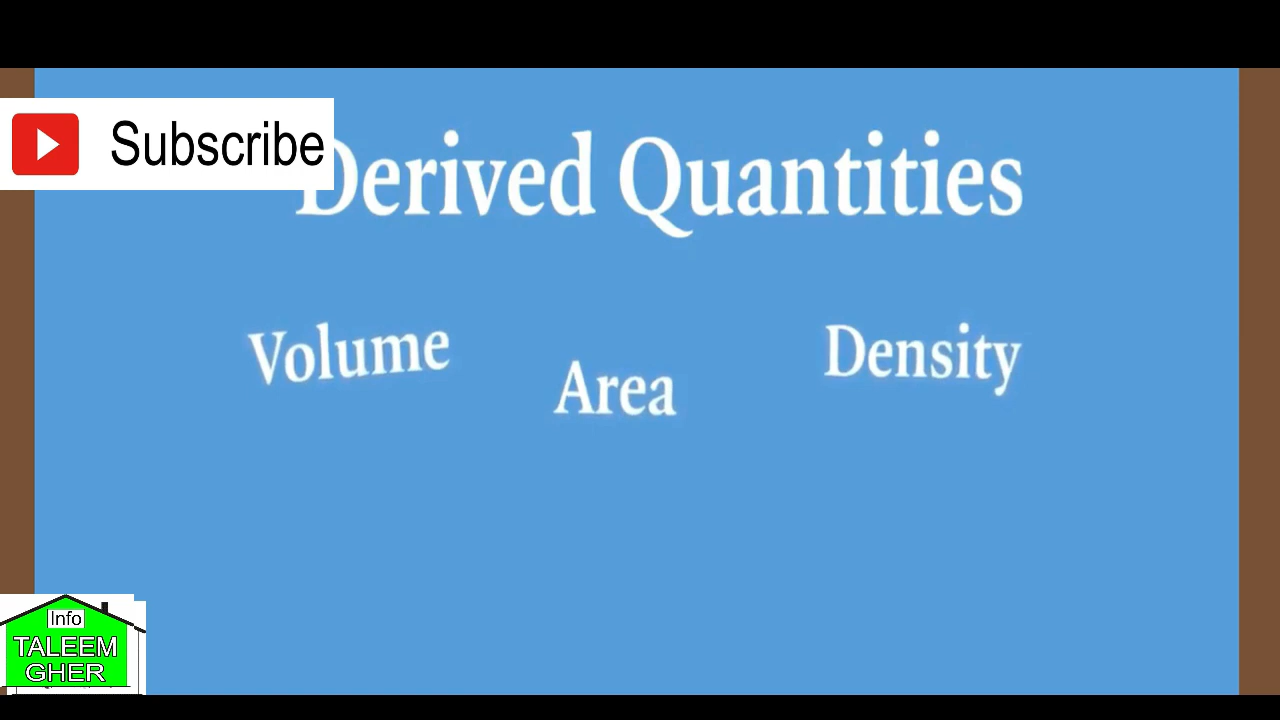 Subscribe
Derived Quantities
Volume
Area
Density
Info
TALEEM
GHER